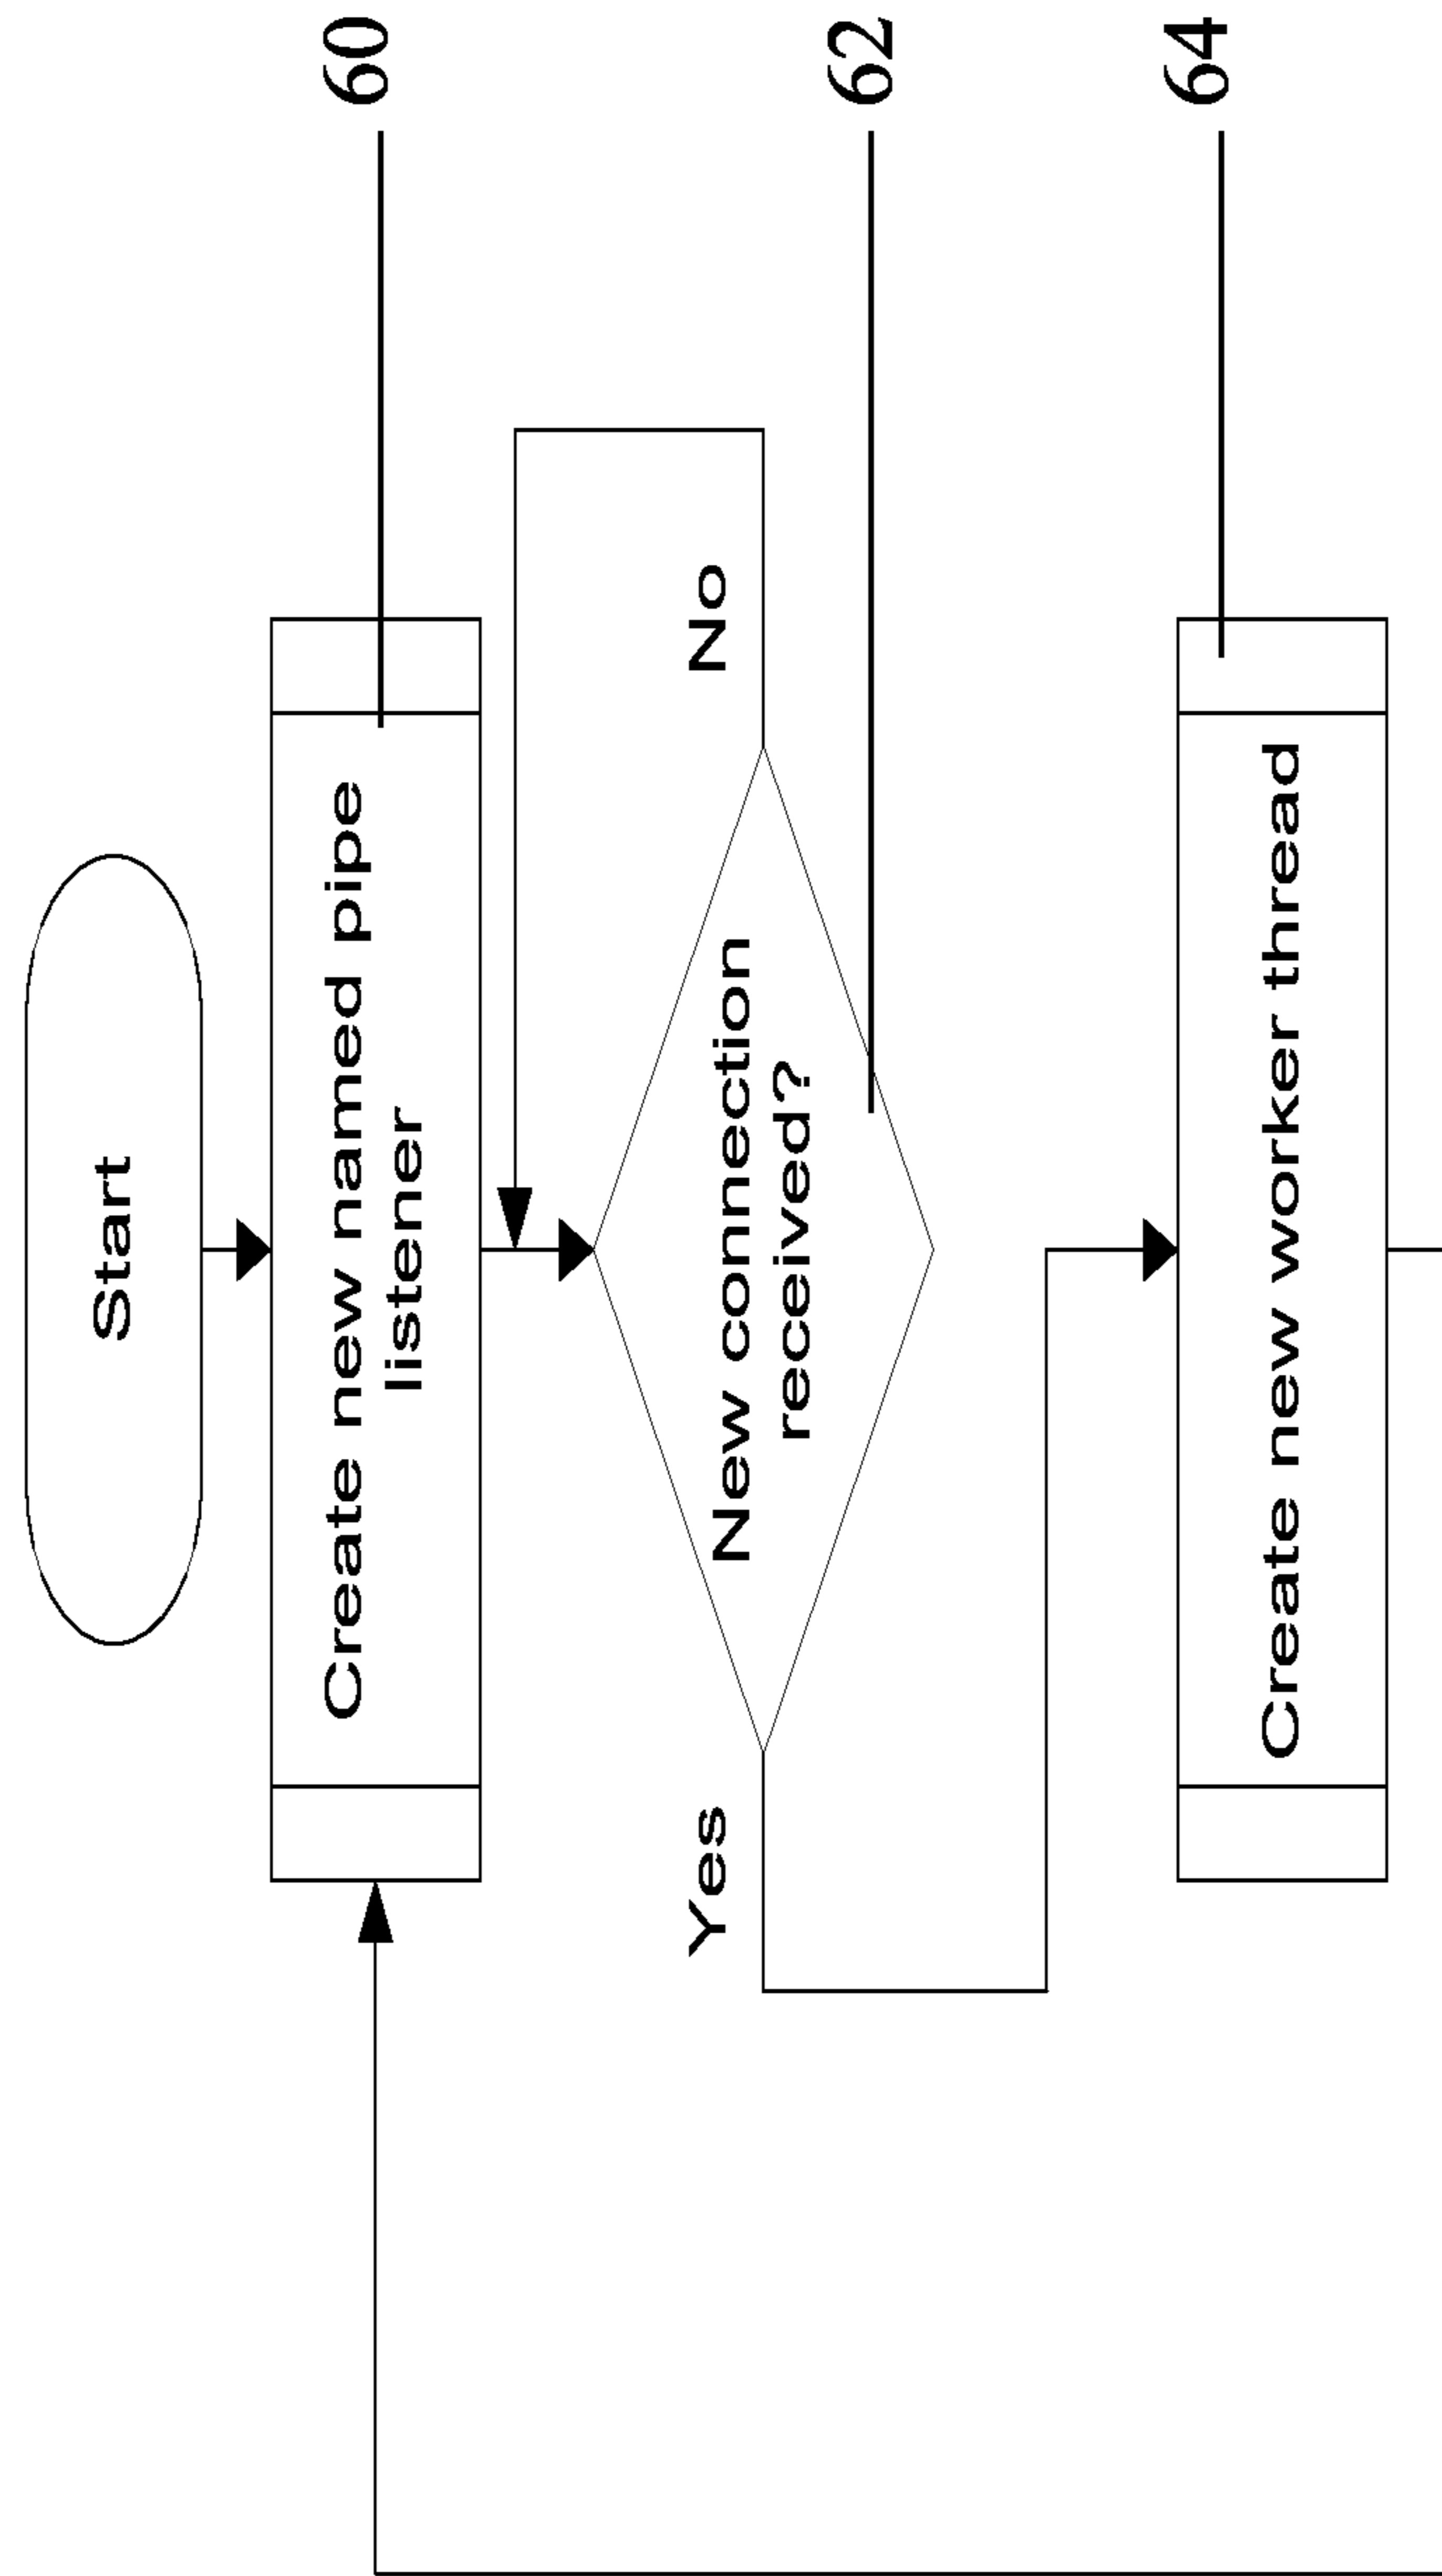 Start
Create new named pipe
listener
60
No
New connection
received?
62
Yes
Create new worker thread
64